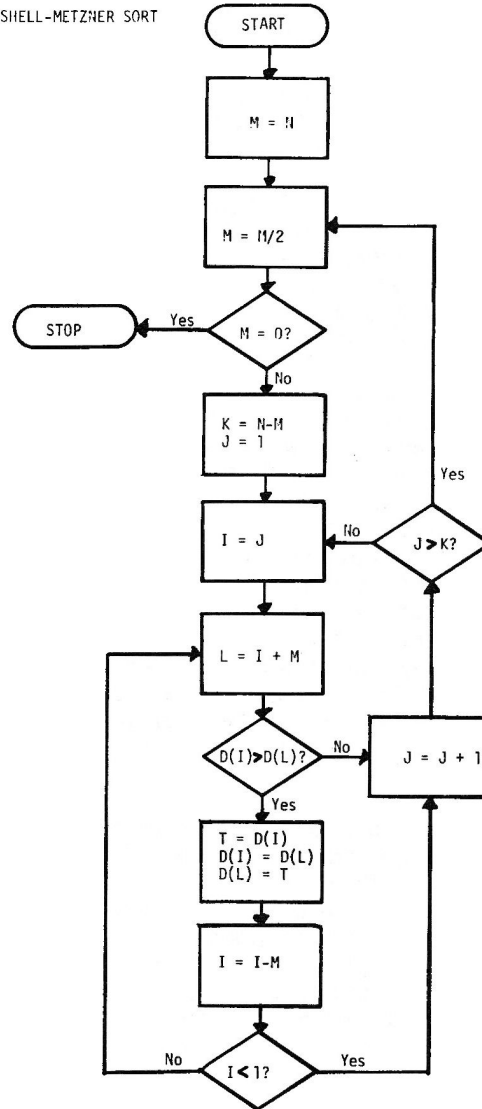 SHELL-METZNER SORT
START
M = N
M = M/2
M = 0?
Yes
STOP
No
K = N-M
J = 1
I = J
No
J > K?
Yes
L = I + M
D(I)>D(L)?
No
J = J + 1
Yes
T = D(I)
D(I) = D(L)
D(L) = T
I = I-M
I < 1?
No
Yes